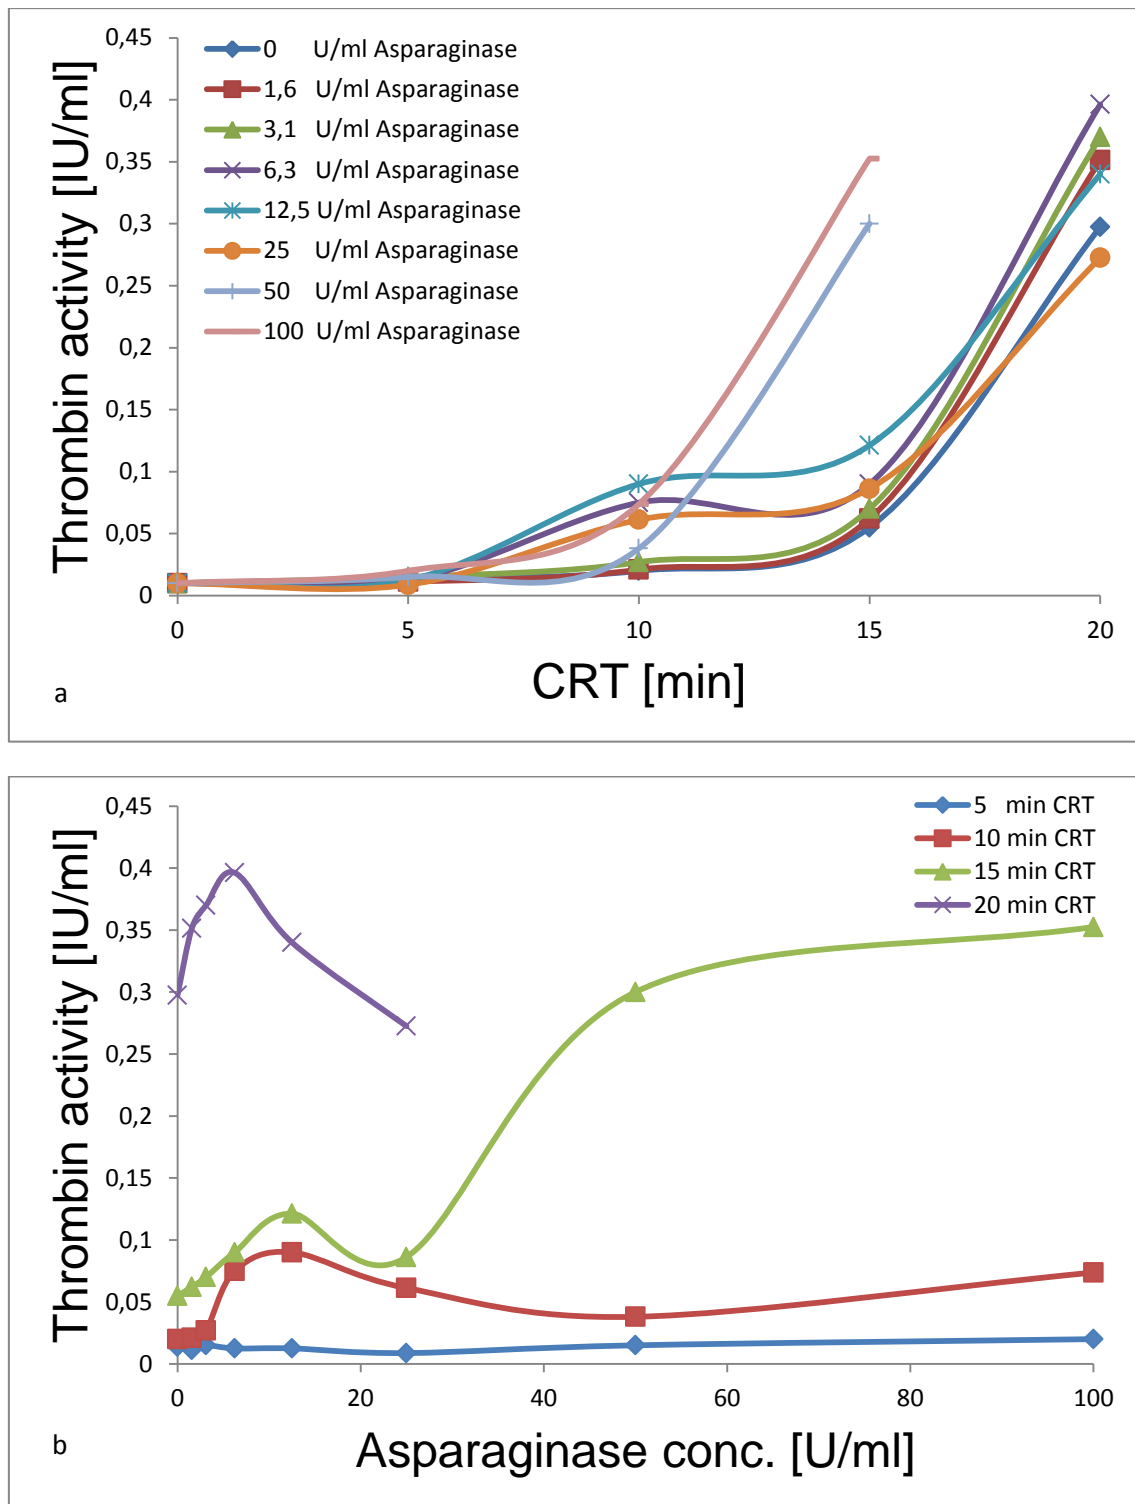 Thrombin activity [IU/ml]
0,45
0,4
0,35
0,3
0,25
0,2
0,15
0,1
0,05
0
0 U/ml Asparaginase
1,6 U/ml Asparaginase
3,1 U/ml Asparaginase
6,3 U/ml Asparaginase
12,5 U/ml Asparaginase
25 U/ml Asparaginase
50 U/ml Asparaginase
100 U/ml Asparaginase
0 5 10 15 20
CRT [min]
a
Thrombin activity [IU/ml]
0,45
0,4
0,35
0,3
0,25
0,2
0,15
0,1
0,05
0
5 min CRT
10 min CRT
15 min CRT
20 min CRT
0 20 40 60 80 100
Asparaginase conc. [U/ml]
b